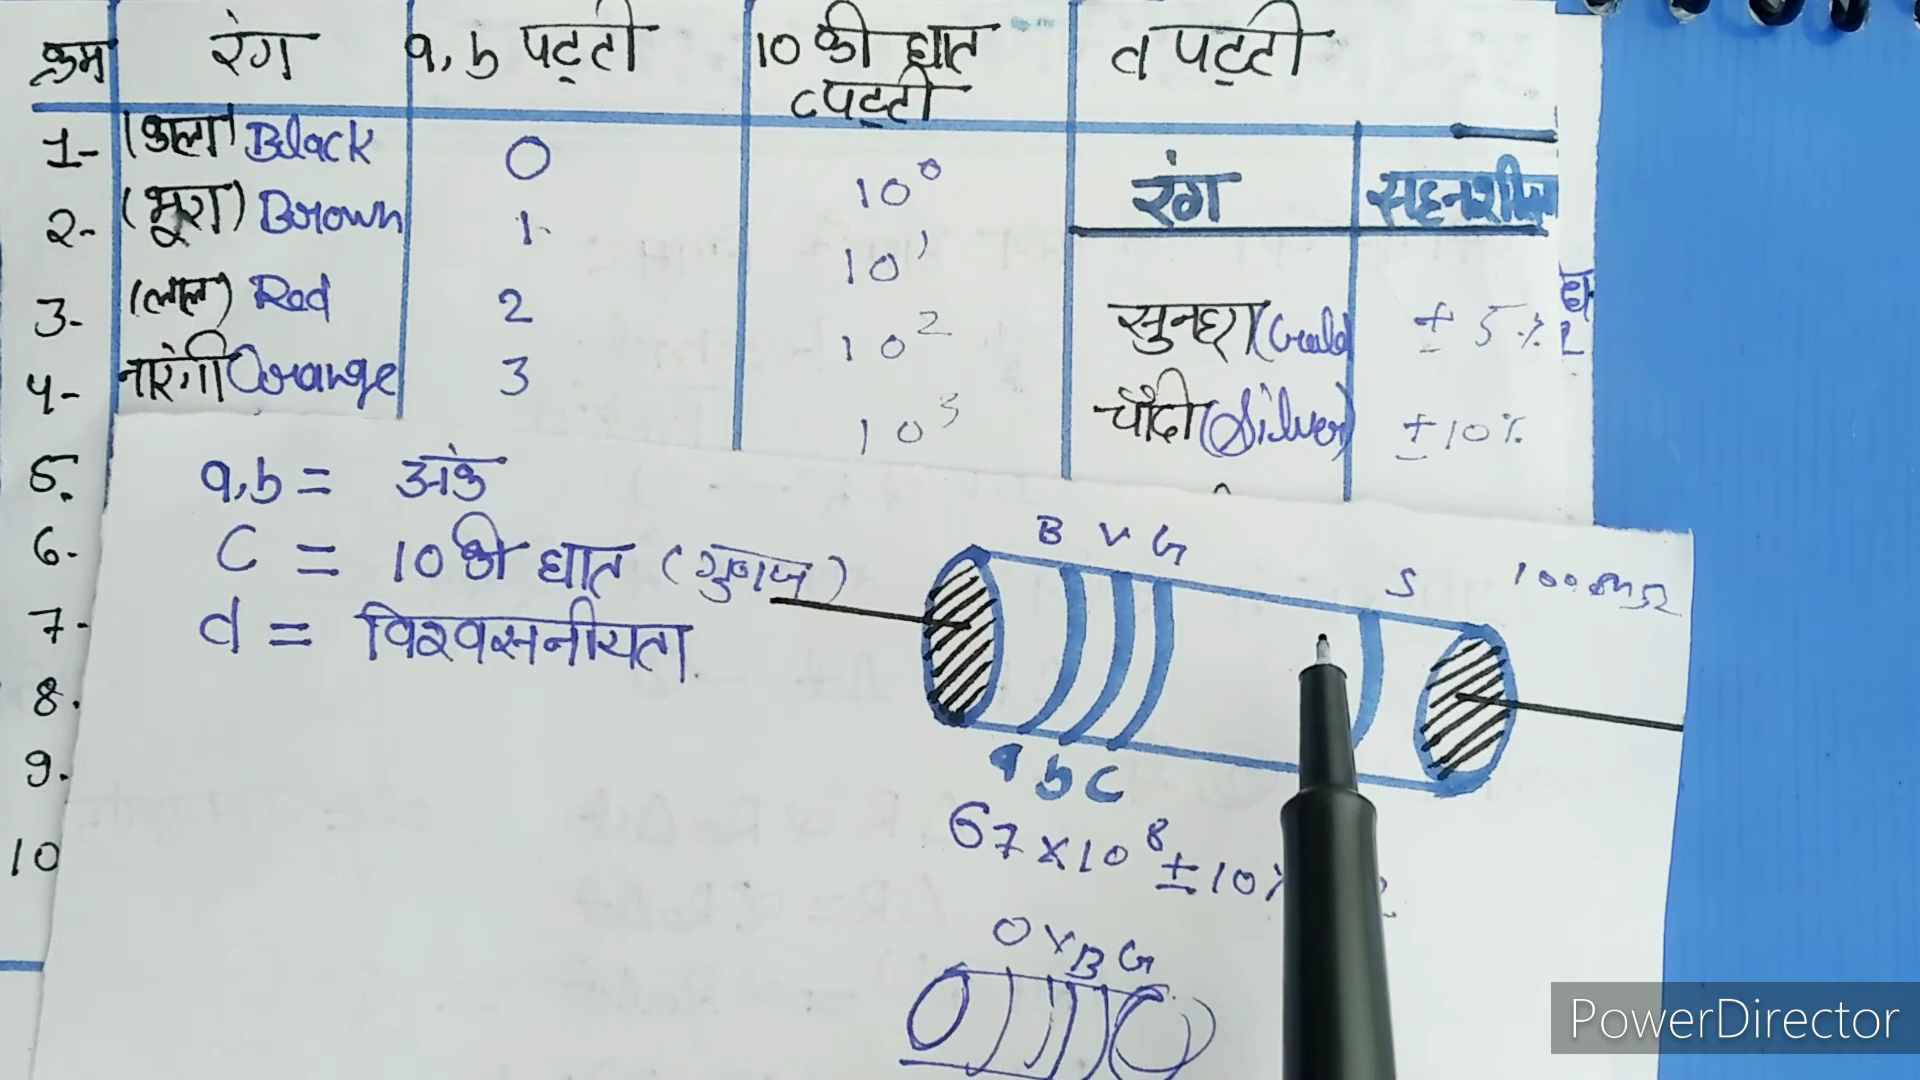 क्रम रंग a, b पट्टी 10 की घात d पट्टी
c पट्टी
1- (काला) Black 0 10⁰ रंग सहनशील
2- (भूरा) Brown 1 10¹
3- (लाल) Red 2 10² सुनहरा (Gold) ± 5%
4- नारंगी Orange 3 10³ चाँदी (Silver) ±10%
5. a,b = अंक
6- C = 10 की घात (गुणज)
7- d = विश्वसनीयता
8.
9.
10
B V G S
a b C
67 × 10⁸ ± 10%
O Y B G
PowerDirector